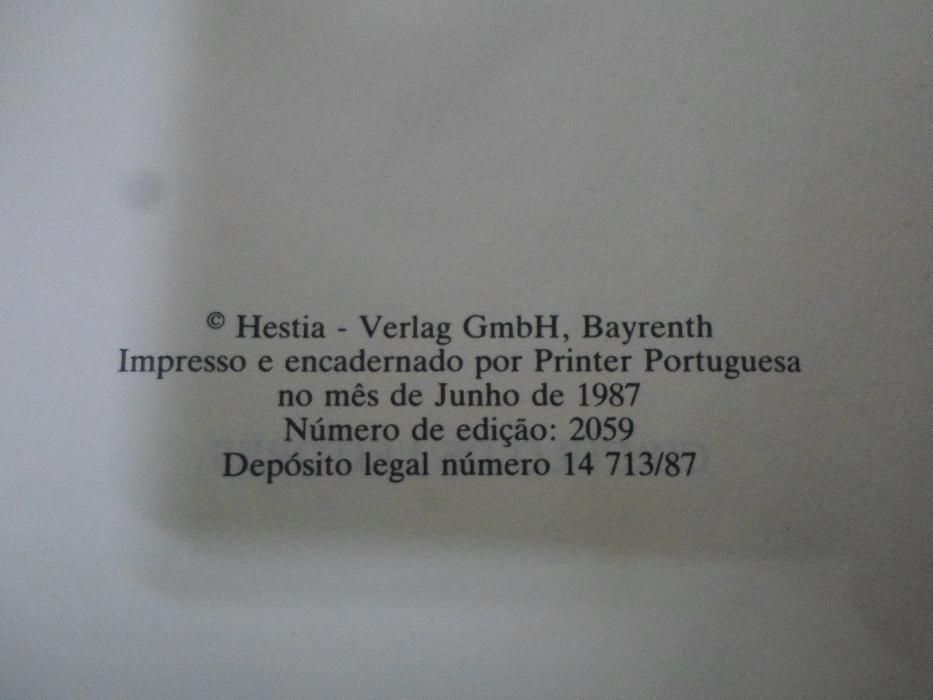 © Hestia - Verlag GmbH, Bayrenth
Impresso e encadernado por Printer Portuguesa
no mês de Junho de 1987
Número de edição: 2059
Depósito legal número 14 713/87